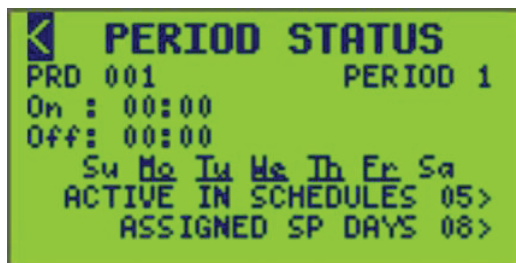 < PERIOD STATUS
PRD 001 PERIOD 1
On : 00:00
Off: 00:00
Su Mo Tu We Th Fr Sa
ACTIVE IN SCHEDULES 05>
ASSIGNED SP DAYS 08>